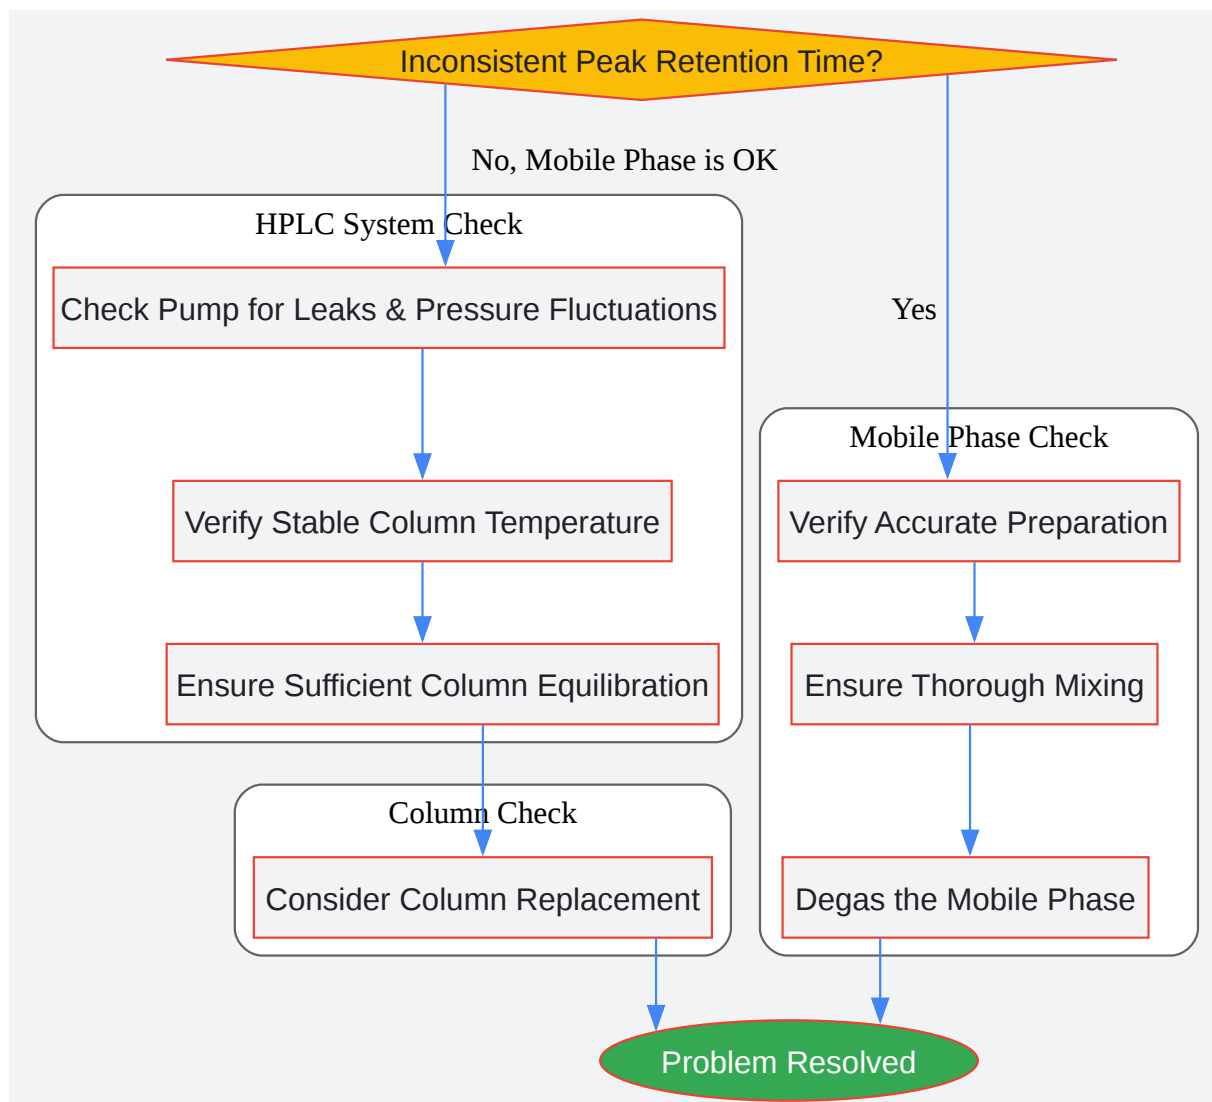 Inconsistent Peak Retention Time?
No, Mobile Phase is OK
HPLC System Check
Check Pump for Leaks & Pressure Fluctuations
Verify Stable Column Temperature
Ensure Sufficient Column Equilibration
Column Check
Consider Column Replacement
Yes
Mobile Phase Check
Verify Accurate Preparation
Ensure Thorough Mixing
Degas the Mobile Phase
Problem Resolved